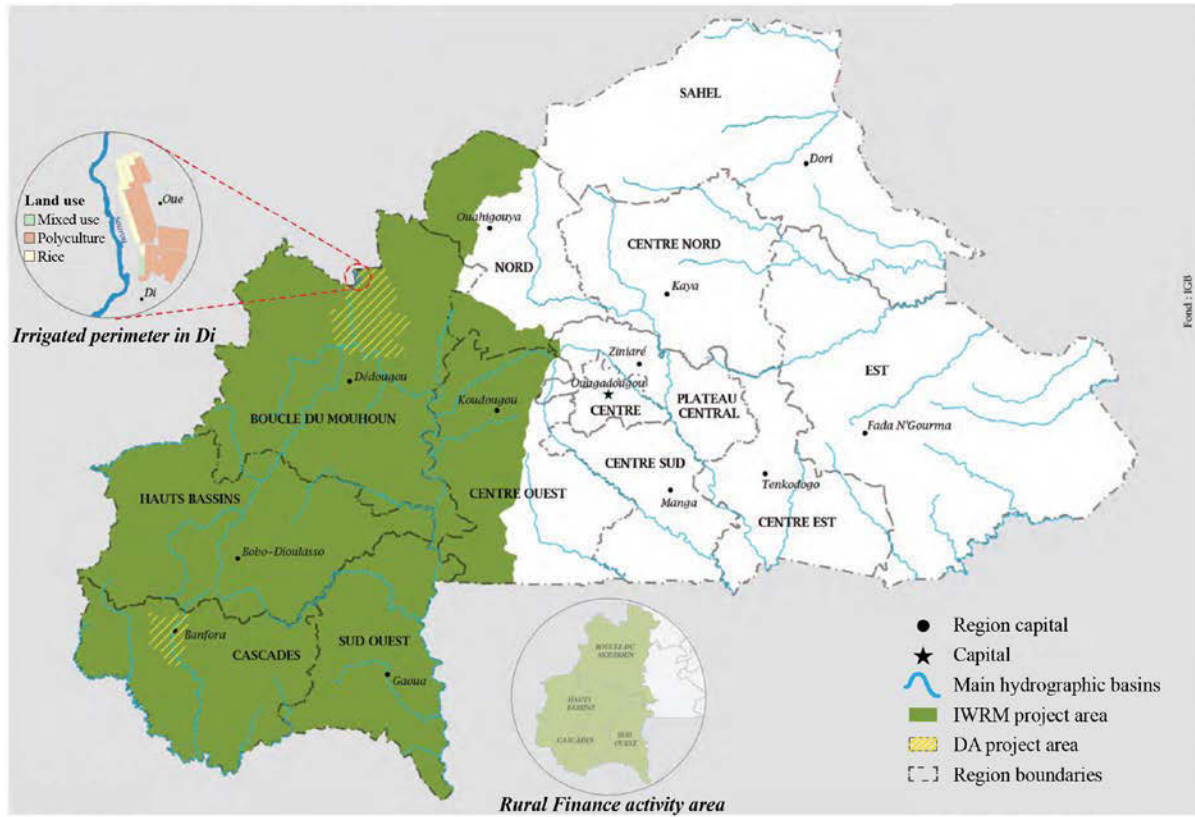 SAHEL
Dori
Ouahigouya
NORD
CENTRE NORD
Kaya
Land use
Mixed use
Polyculture
Rice
Sourou
Oue
Di
Irrigated perimeter in Di
Fond : IGB
Ziniaré
Ouagadougou
CENTRE
PLATEAU
CENTRAL
EST
Fada N'Gourma
Dédougou
Koudougou
BOUCLE DU MOUHOUN
CENTRE SUD
Manga
Tenkodogo
CENTRE EST
HAUTS BASSINS
CENTRE OUEST
Bobo-Dioulasso
Banfora
CASCADES
SUD OUEST
Gaoua
BOUCLE DU
MOUHOUN
HAUTS
BASSINS
CASCADES
SUD
OUEST
Rural Finance activity area
Region capital
Capital
Main hydrographic basins
IWRM project area
DA project area
Region boundaries